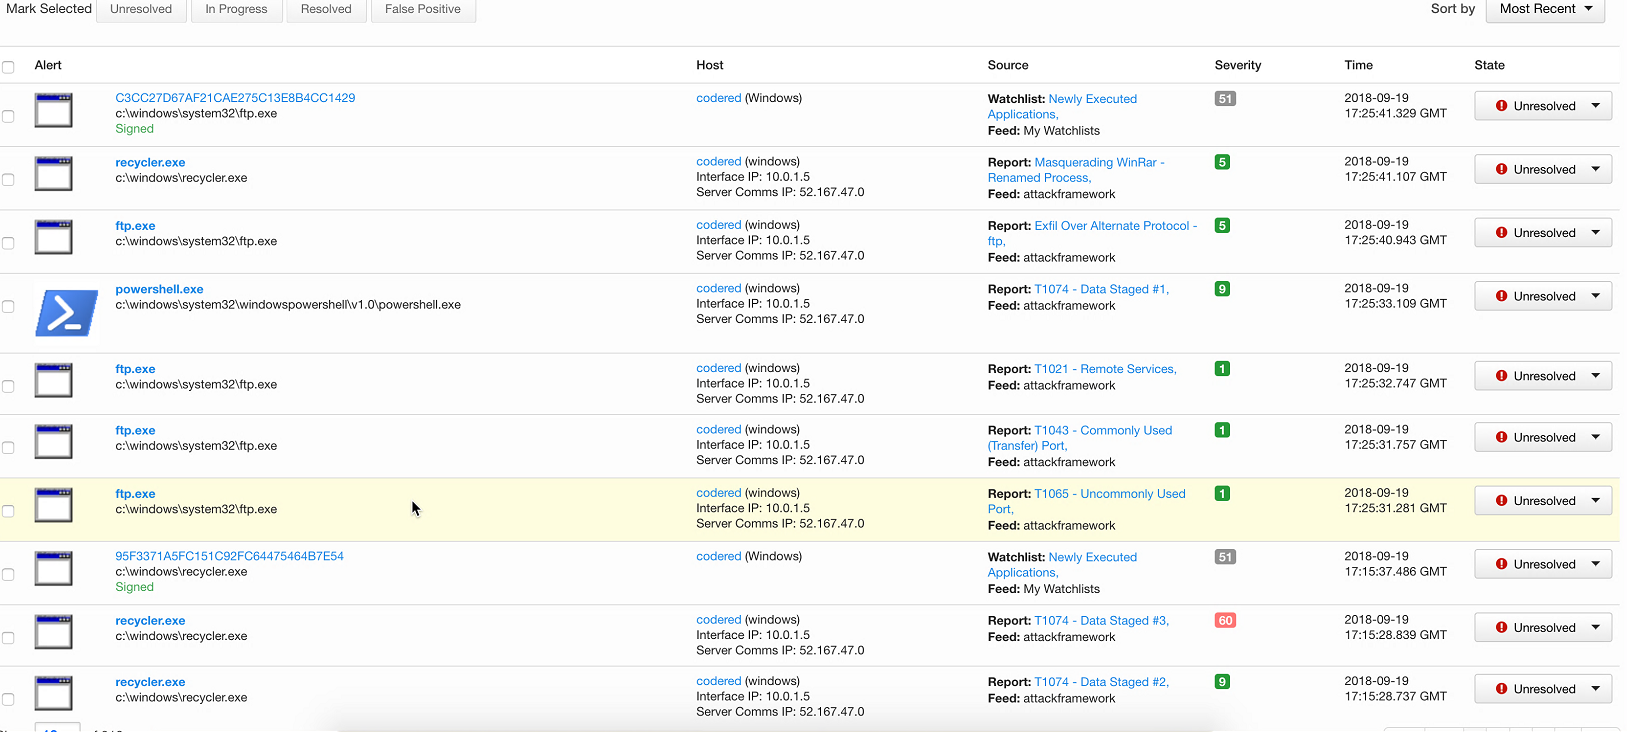 Mark Selected Unresolved In Progress Resolved False Positive Sort by Most Recent
Alert Host Source Severity Time State
C3CC27D67AF21CAE275C13E8B4CC1429 codered (Windows) Watchlist: Newly Executed 51 2018-09-19 Unresolved
c:\windows\system32\ftp.exe Applications, 17:25:41.329 GMT
Signed Feed: My Watchlists
recycler.exe codered (windows) Report: Masquerading WinRar - 5 2018-09-19 Unresolved
c:\windows\recycler.exe Interface IP: 10.0.1.5 Renamed Process, 17:25:41.107 GMT
Server Comms IP: 52.167.47.0 Feed: attackframework
ftp.exe codered (windows) Report: Exfil Over Alternate Protocol - 5 2018-09-19 Unresolved
c:\windows\system32\ftp.exe Interface IP: 10.0.1.5 ftp, 17:25:40.943 GMT
Server Comms IP: 52.167.47.0 Feed: attackframework
powershell.exe codered (windows) Report: T1074 - Data Staged #1, 9 2018-09-19 Unresolved
c:\windows\system32\windowspowershell\v1.0\powershell.exe Interface IP: 10.0.1.5 Feed: attackframework 17:25:33.109 GMT
Server Comms IP: 52.167.47.0
ftp.exe codered (windows) Report: T1021 - Remote Services, 1 2018-09-19 Unresolved
c:\windows\system32\ftp.exe Interface IP: 10.0.1.5 Feed: attackframework 17:25:32.747 GMT
Server Comms IP: 52.167.47.0
ftp.exe codered (windows) Report: T1043 - Commonly Used 1 2018-09-19 Unresolved
c:\windows\system32\ftp.exe Interface IP: 10.0.1.5 (Transfer) Port, 17:25:31.757 GMT
Server Comms IP: 52.167.47.0 Feed: attackframework
ftp.exe codered (windows) Report: T1065 - Uncommonly Used 1 2018-09-19 Unresolved
c:\windows\system32\ftp.exe Interface IP: 10.0.1.5 Port, 17:25:31.281 GMT
Server Comms IP: 52.167.47.0 Feed: attackframework
95F3371A5FC151C92FC64475464B7E54 codered (Windows) Watchlist: Newly Executed 51 2018-09-19 Unresolved
c:\windows\recycler.exe Applications, 17:15:37.486 GMT
Signed Feed: My Watchlists
recycler.exe codered (windows) Report: T1074 - Data Staged #3, 60 2018-09-19 Unresolved
c:\windows\recycler.exe Interface IP: 10.0.1.5 Feed: attackframework 17:15:28.839 GMT
Server Comms IP: 52.167.47.0
recycler.exe codered (windows) Report: T1074 - Data Staged #2, 9 2018-09-19 Unresolved
c:\windows\recycler.exe Interface IP: 10.0.1.5 Feed: attackframework 17:15:28.737 GMT
Server Comms IP: 52.167.47.0